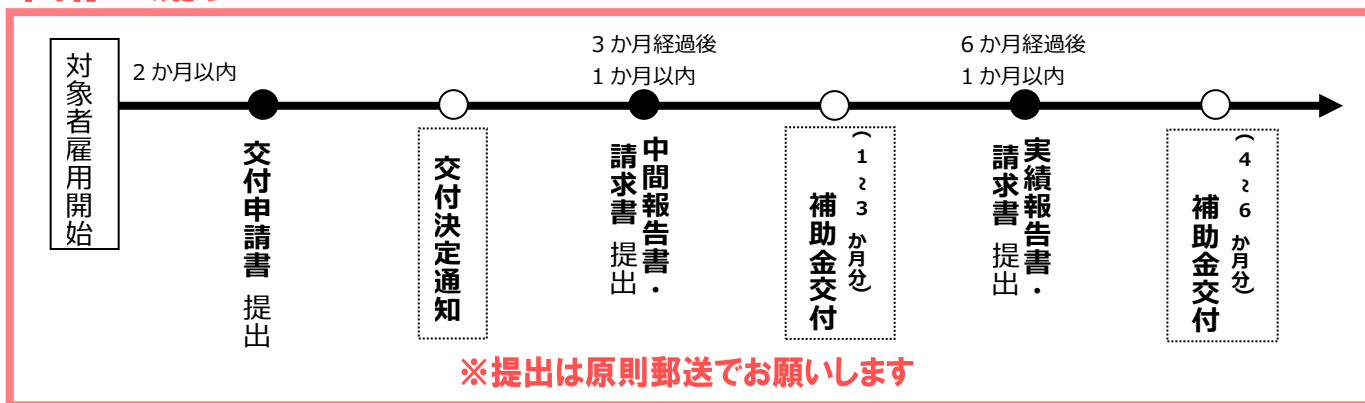 対象者雇用開始
2か月以内
交付申請書 提出
交付決定通知
3か月経過後
1か月以内
中間報告書・
請求書 提出
(1~3か月分)
補助金交付
6か月経過後
1か月以内
実績報告書・
請求書 提出
(4~6か月分)
補助金交付
※提出は原則郵送でお願いします